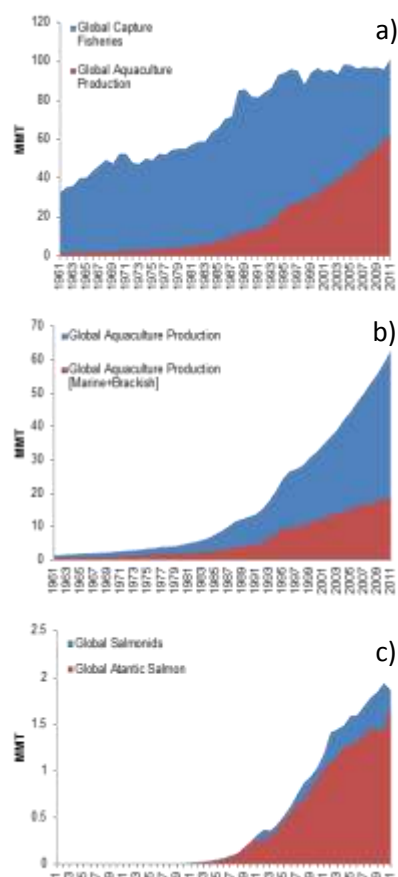 a)
Global Capture
Fisheries
Global Aquaculture
Production
MMT
120
100
80
60
40
20
0
1961 1963 1965 1967 1969 1971 1973 1975 1977 1979 1981 1983 1985 1987 1989 1991 1993 1995 1997 1999 2001 2003 2005 2007 2009 2011
b)
Global Aquaculture Production
Global Aquaculture Production
[Marine+Brackish]
MMT
70
60
50
40
30
20
10
0
1961 1963 1965 1967 1969 1971 1973 1975 1977 1979 1981 1983 1985 1987 1989 1991 1993 1995 1997 1999 2001 2003 2005 2007 2009 2011
c)
Global Salmonids
Global Atantic Salmon
MMT
2.5
2
1.5
1
0.5
0